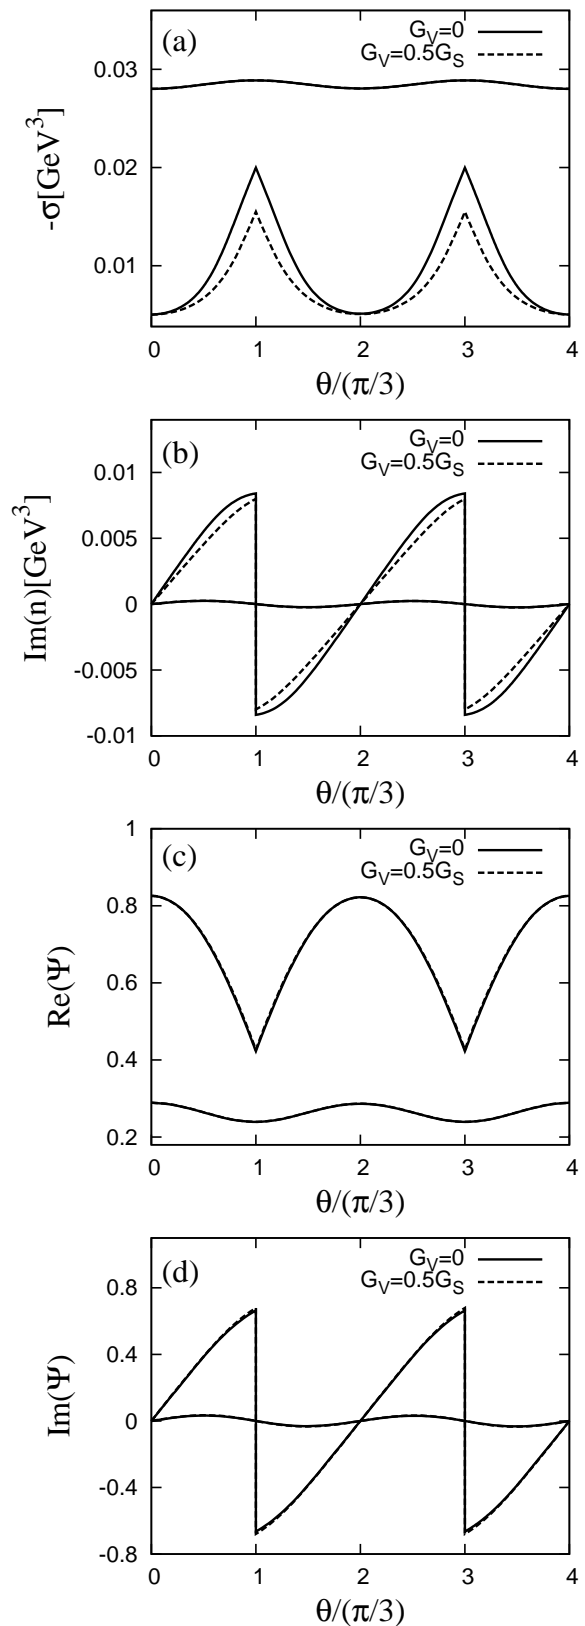 (a)
G_V=0
G_V=0.5G_S
-σ[GeV^3]
0.03
0.02
0.01
0 1 2 3 4
θ/(π/3)
(b)
G_V=0
G_V=0.5G_S
Im(n)[GeV^3]
0.01
0.005
0
-0.005
-0.01
0 1 2 3 4
θ/(π/3)
(c)
G_V=0
G_V=0.5G_S
Re(Ψ)
1
0.8
0.6
0.4
0.2
0 1 2 3 4
θ/(π/3)
(d)
G_V=0
G_V=0.5G_S
Im(Ψ)
0.8
0.4
0
-0.4
-0.8
0 1 2 3 4
θ/(π/3)